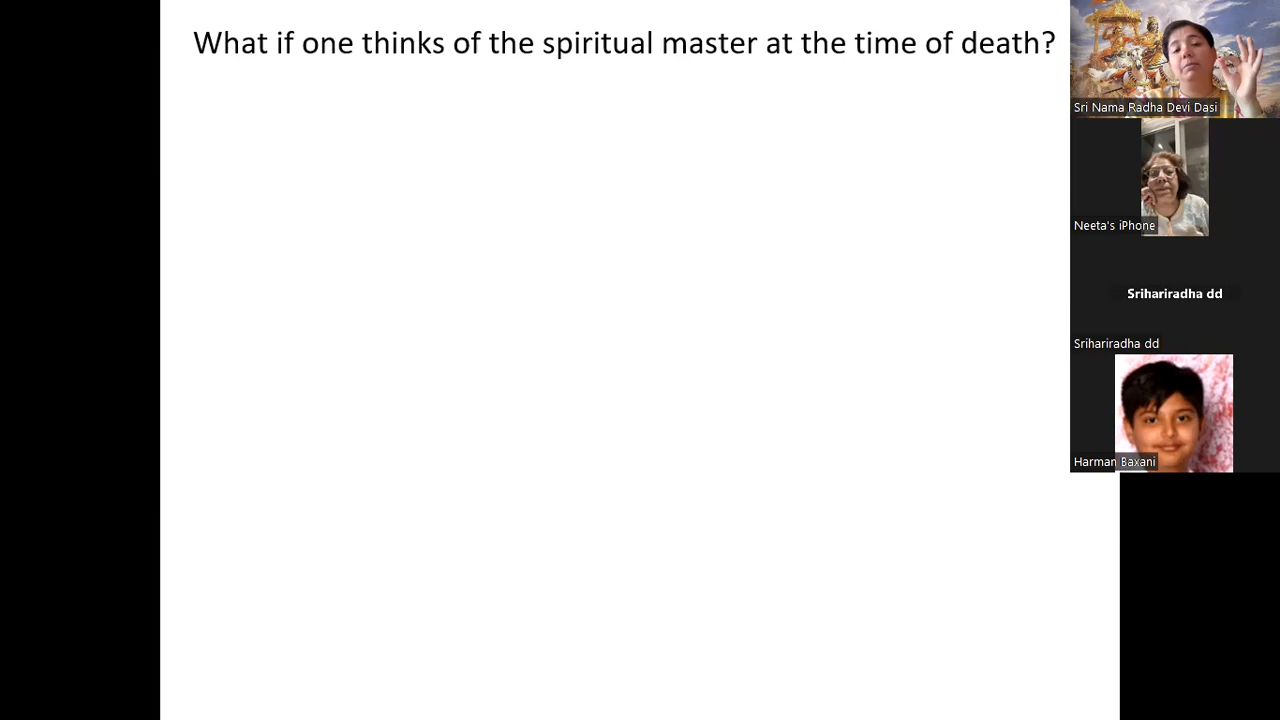 What if one thinks of the spiritual master at the time of death?
Sri Nama Radha Devi Dasi
Neeta's iPhone
Srihariradha dd
Srihariradha dd
Harman Baxani